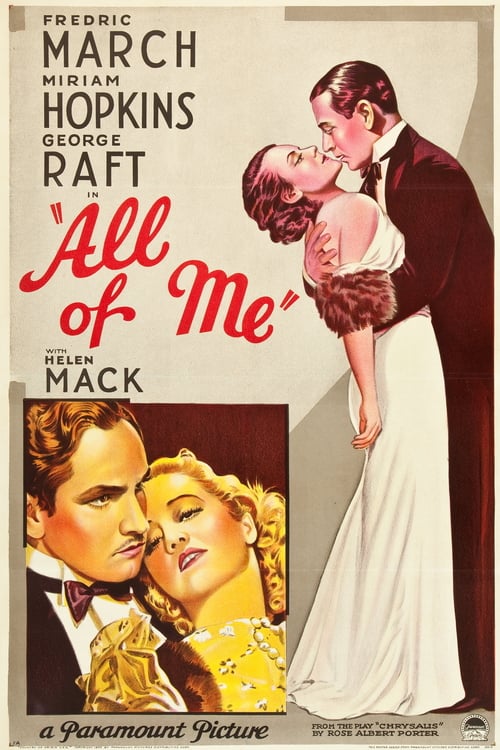 FREDRIC
MARCH
MIRIAM
HOPKINS
GEORGE
RAFT
IN
"All
of Me"
WITH
HELEN
MACK
a Paramount Picture
FROM THE PLAY "CHRYSALIS"
BY ROSE ALBERT PORTER
Paramount